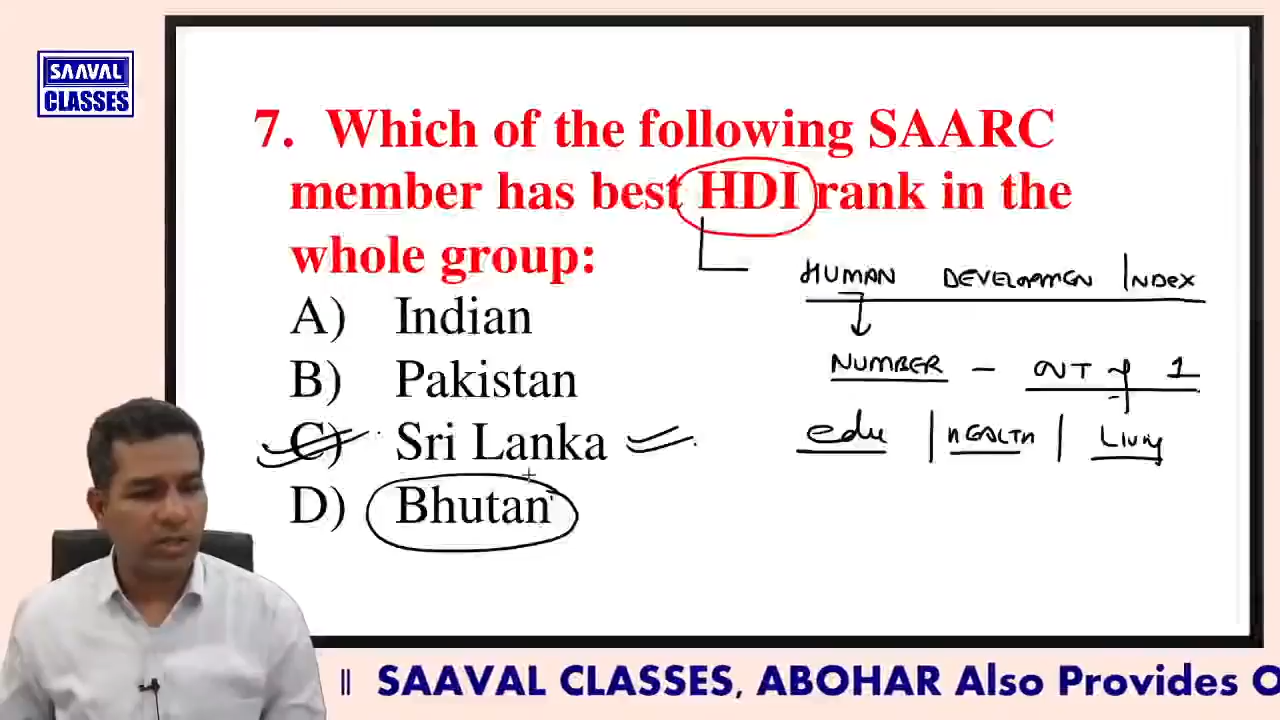 SAAVAL
CLASSES
7. Which of the following SAARC
member has best HDI rank in the
whole group:
HUMAN DEVELOPMEN INDEX
A) Indian
NUMBER - OUT of 1
B) Pakistan
edu | HEALTH | Living
C) Sri Lanka
D) Bhutan
|| SAAVAL CLASSES, ABOHAR Also Provides O